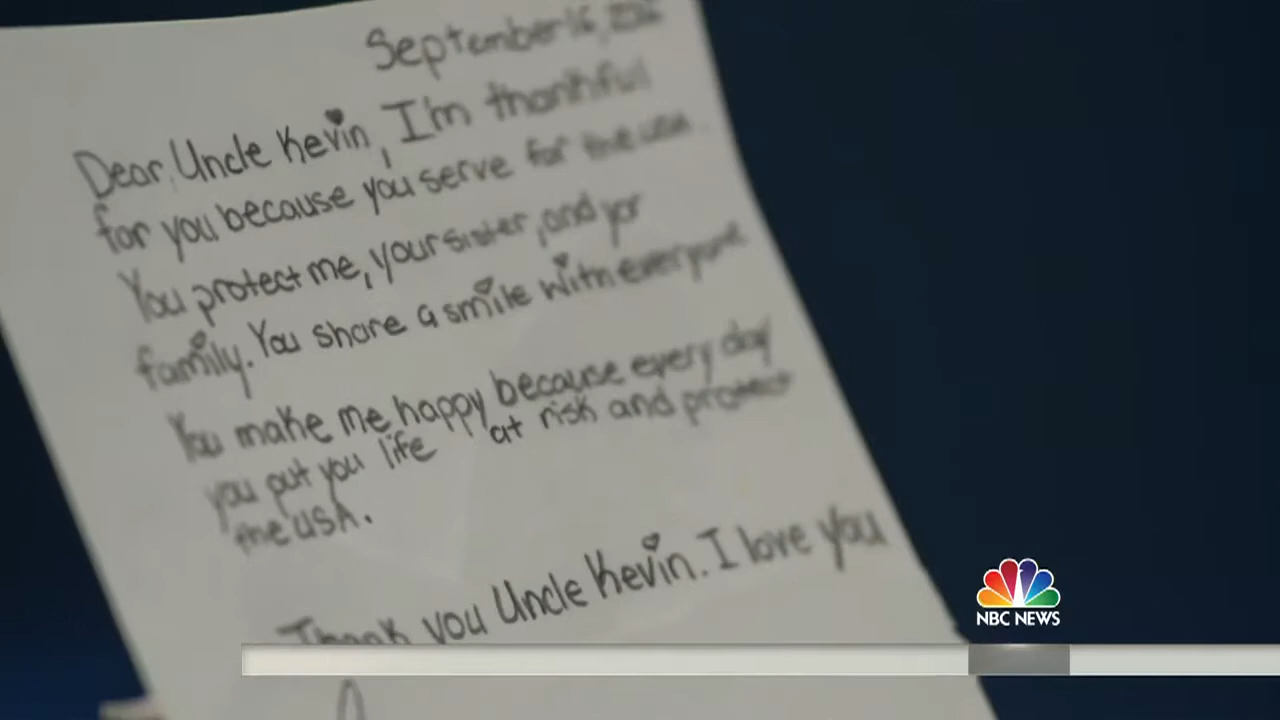 September 16,
Dear, Uncle Kevin, I'm thankful
for you because you serve for the USA.
You protect me, your sister, and yor
family. You share a smile with everyone
You make me happy because every day
you put you life at risk and protect
the USA.
Thank you Uncle Kevin. I love you
NBC NEWS